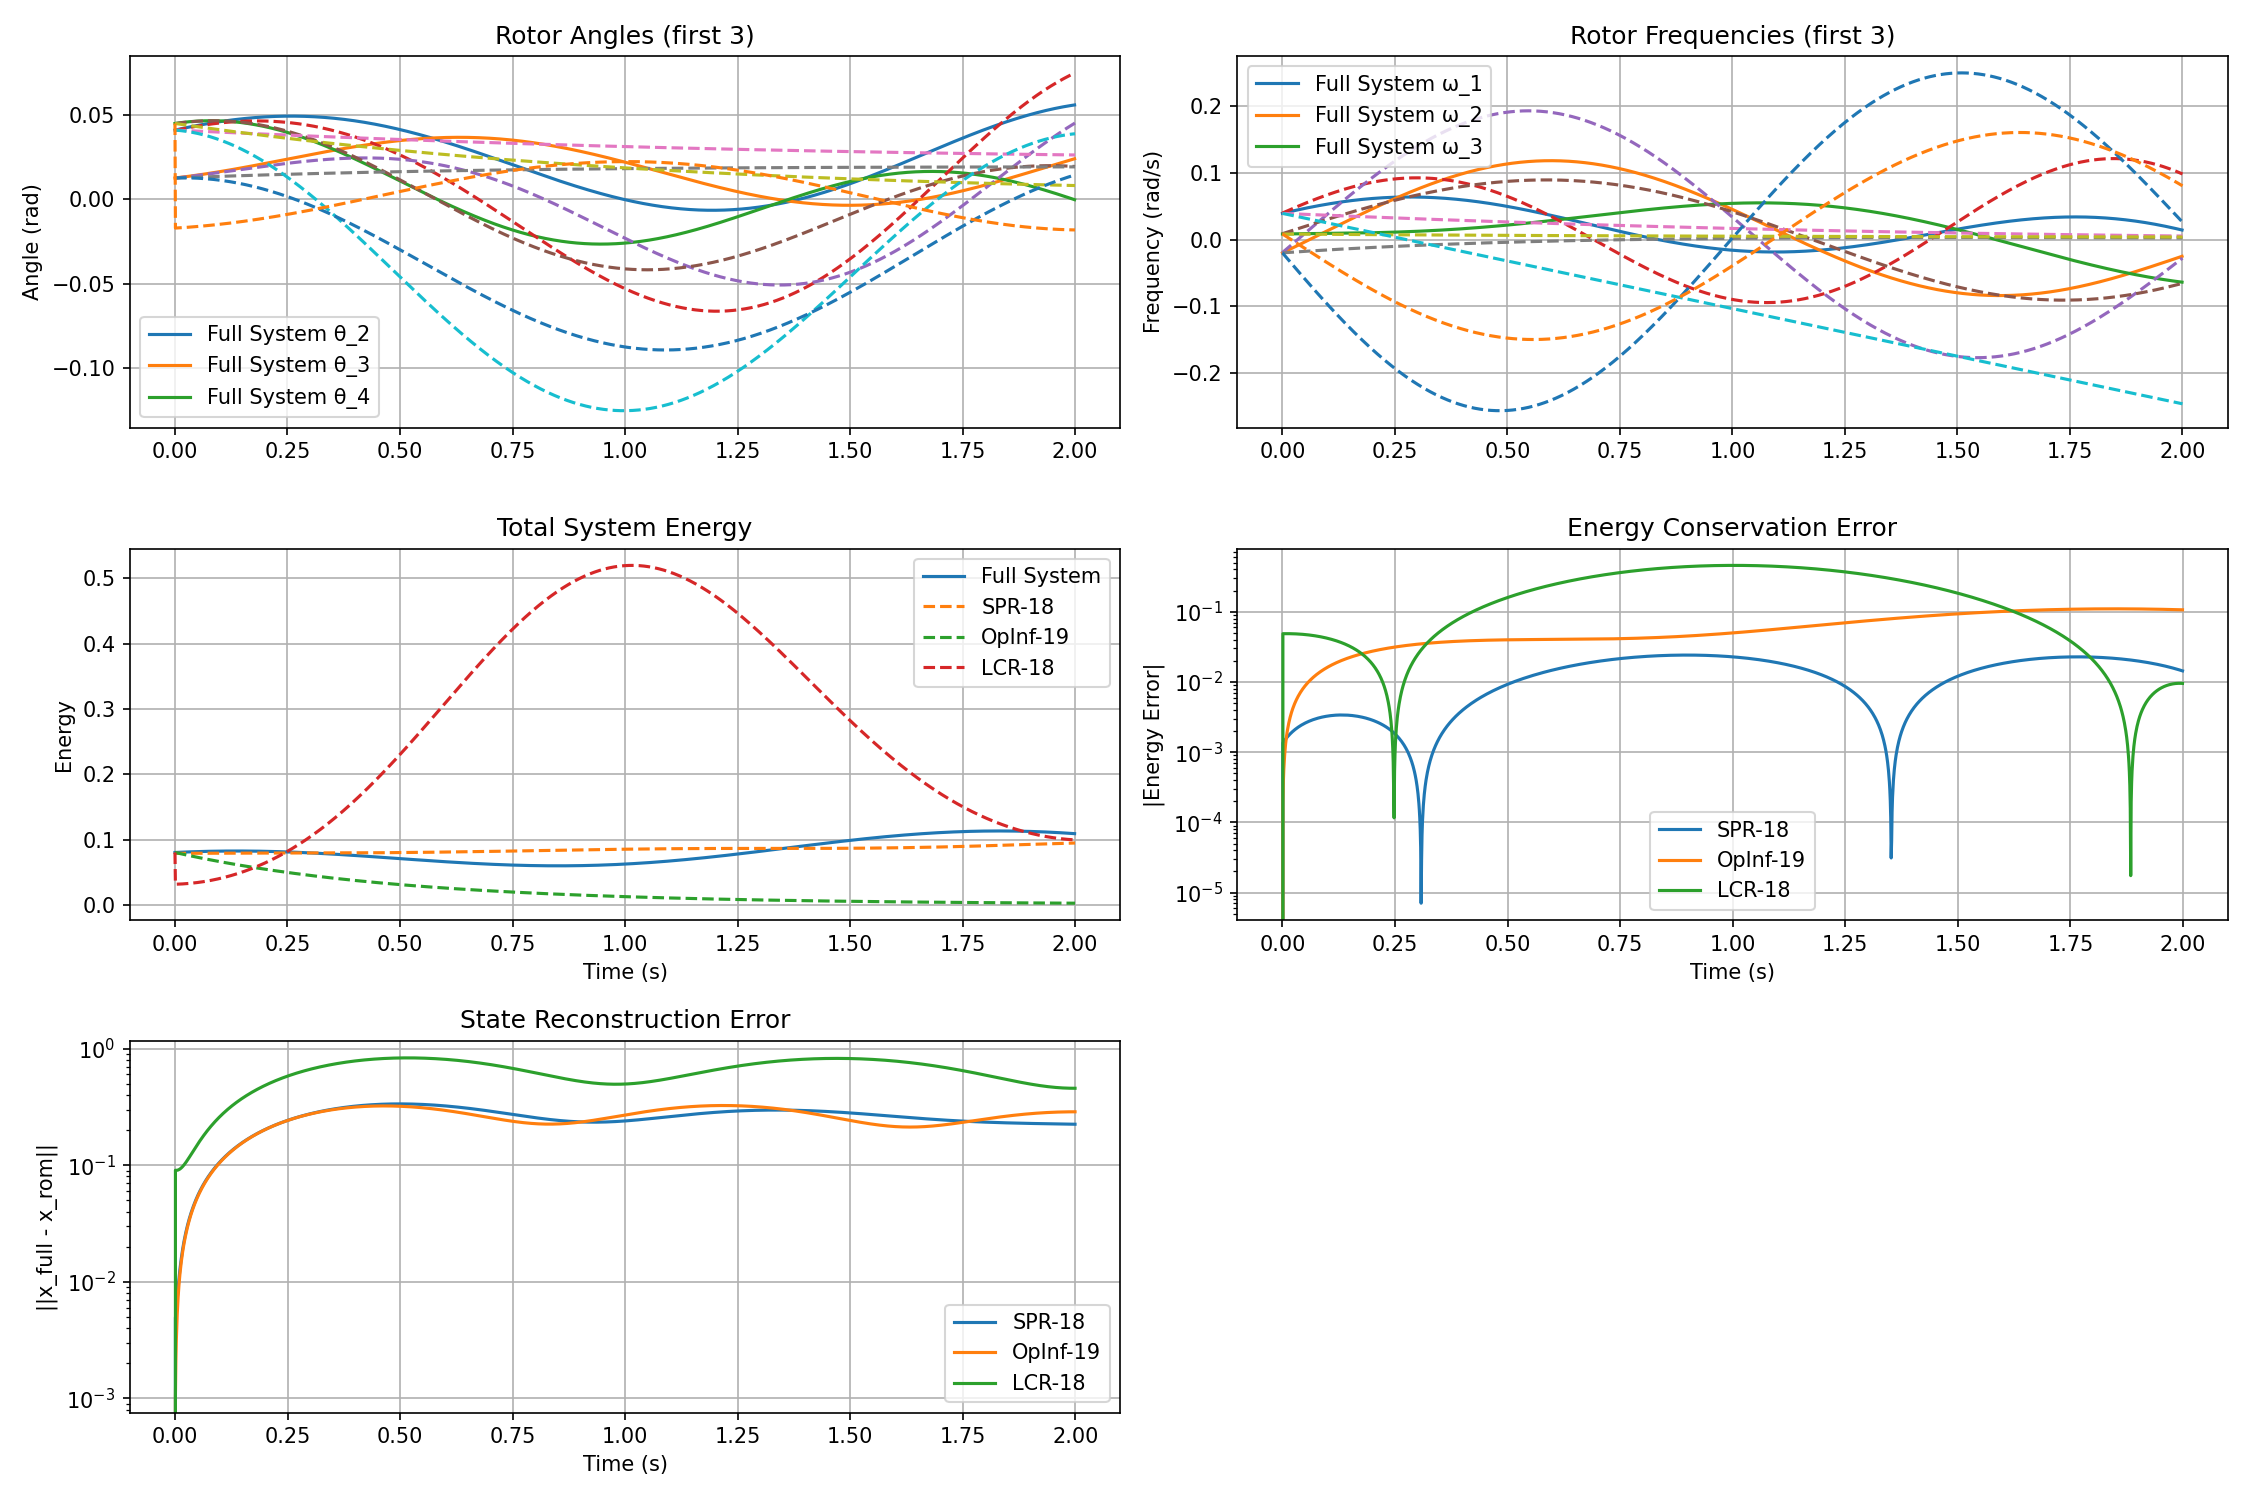 Rotor Angles (first 3)
Angle (rad)
0.05
0.00
−0.05
−0.10
Full System θ_2
Full System θ_3
Full System θ_4
0.00 0.25 0.50 0.75 1.00 1.25 1.50 1.75 2.00
Rotor Frequencies (first 3)
Frequency (rad/s)
0.2
0.1
0.0
−0.1
−0.2
Full System ω_1
Full System ω_2
Full System ω_3
0.00 0.25 0.50 0.75 1.00 1.25 1.50 1.75 2.00
Total System Energy
Energy
0.5
0.4
0.3
0.2
0.1
0.0
Full System
SPR-18
OpInf-19
LCR-18
0.00 0.25 0.50 0.75 1.00 1.25 1.50 1.75 2.00
Time (s)
Energy Conservation Error
|Energy Error|
10⁻¹
10⁻²
10⁻³
10⁻⁴
10⁻⁵
SPR-18
OpInf-19
LCR-18
0.00 0.25 0.50 0.75 1.00 1.25 1.50 1.75 2.00
Time (s)
State Reconstruction Error
||x_full - x_rom||
10⁰
10⁻¹
10⁻²
10⁻³
SPR-18
OpInf-19
LCR-18
0.00 0.25 0.50 0.75 1.00 1.25 1.50 1.75 2.00
Time (s)